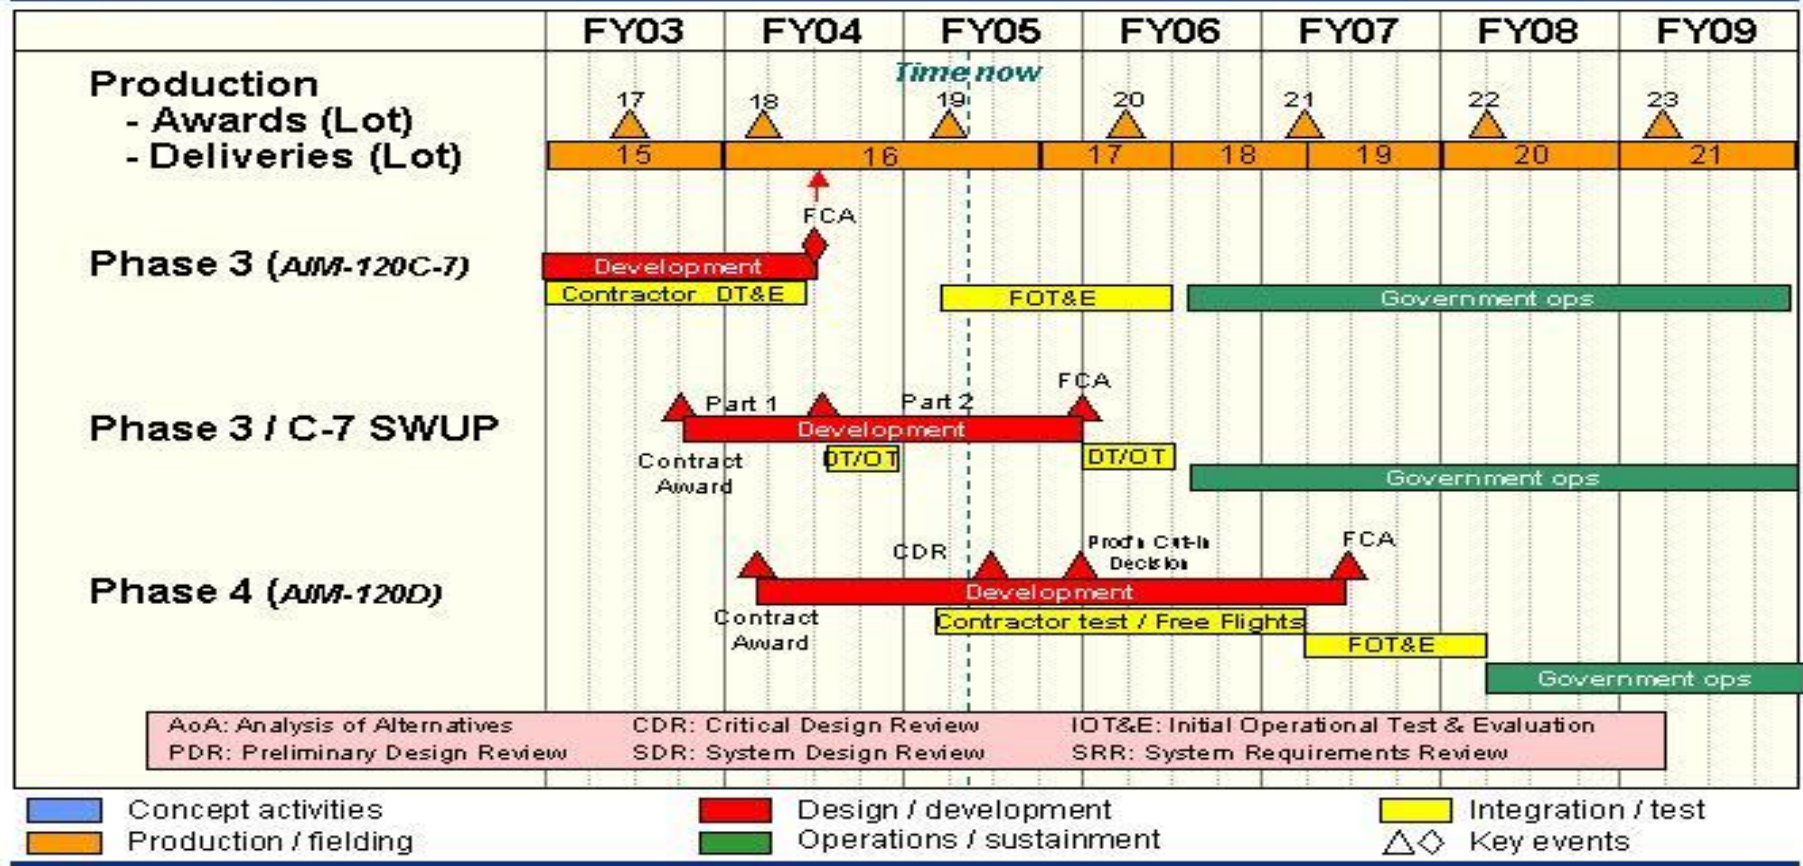 FY03 FY04 FY05 FY06 FY07 FY08 FY09
Time now
Production
- Awards (Lot)
17 18 19 20 21 22 23
- Deliveries (Lot)
15 16 17 18 19 20 21
FCA
Phase 3 (AIM-120C-7)
Development
Contractor DT&E
FOT&E
Government ops
FCA
Part 1 Part 2
Phase 3 / C-7 SWUP
Development
Contract
Award
DT/OT
DT/OT
Government ops
CDR
Prod'n Cut-In
Decision
FCA
Phase 4 (AIM-120D)
Development
Contract
Award
Contractor test / Free Flights
FOT&E
Government ops
AoA: Analysis of Alternatives CDR: Critical Design Review IOT&E: Initial Operational Test & Evaluation
PDR: Preliminary Design Review SDR: System Design Review SRR: System Requirements Review
Concept activities Design / development Integration / test
Production / fielding Operations / sustainment Key events